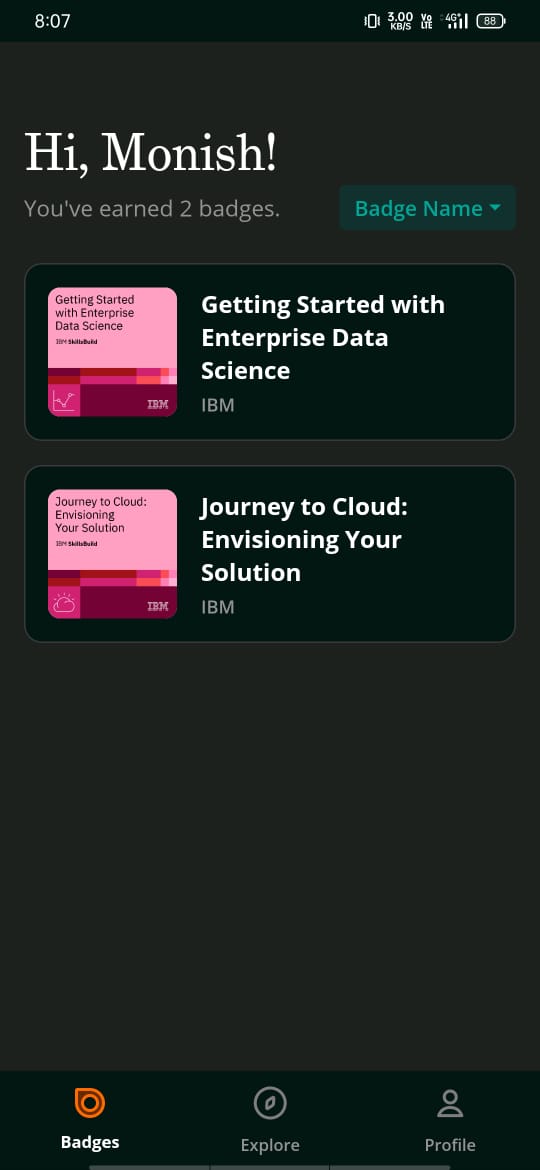 8:07
3.00 KB/S
Vo LTE
4G+
88
Hi, Monish!
You've earned 2 badges.
Badge Name
Getting Started
with Enterprise
Data Science
IBM SkillsBuild
IBM
Getting Started with
Enterprise Data
Science
IBM
Journey to Cloud:
Envisioning
Your Solution
IBM SkillsBuild
IBM
Journey to Cloud:
Envisioning Your
Solution
IBM
Badges
Explore
Profile